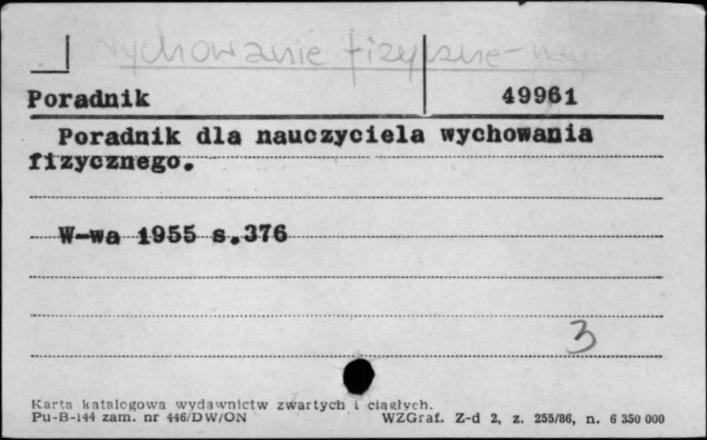 Wychowanie fizyczne-
Poradnik 49961
Poradnik dla nauczyciela wychowania
fizycznego.
W-wa 1955 s.376
3
Karta katalogowa wydawnictw zwartych i ciągłych.
Pu-B-144 zam. nr 446/DW/ON WZGraf. Z-d 2, z. 255/86, n. 6 350 000